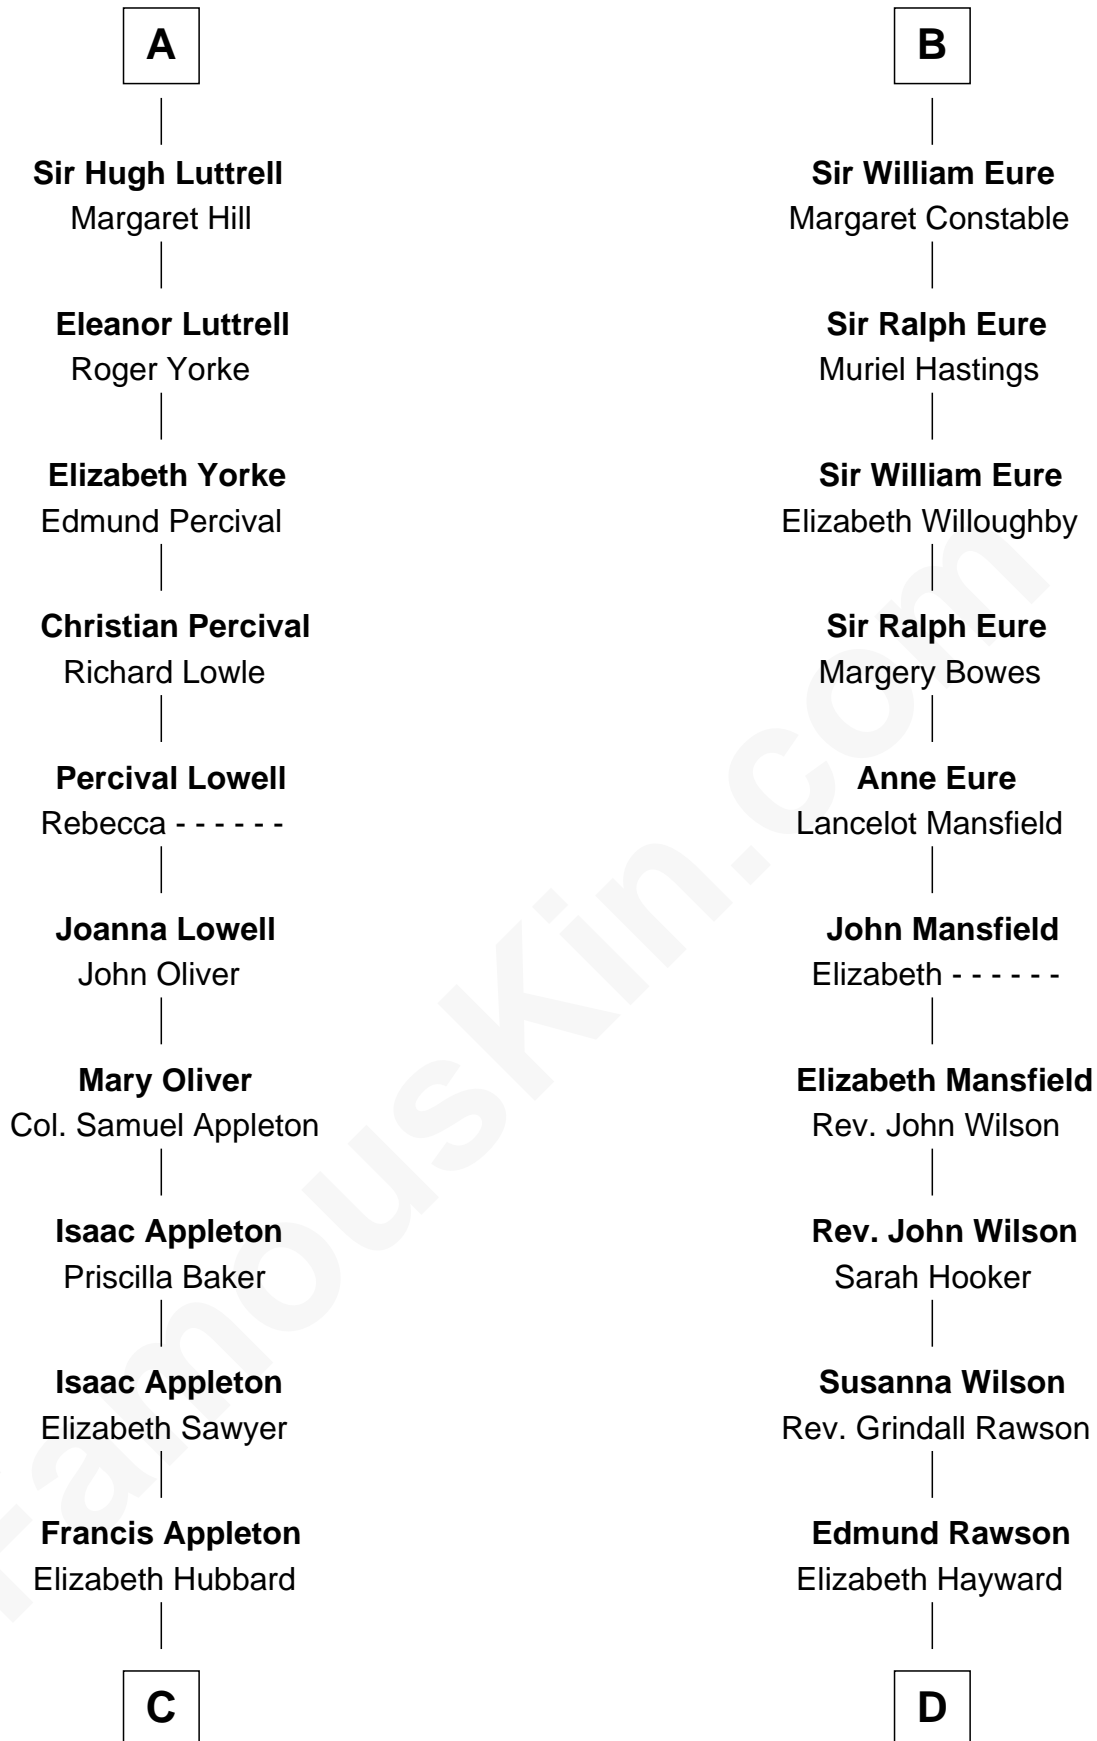 A
Sir Hugh Luttrell
Margaret Hill
Eleanor Luttrell
Roger Yorke
Elizabeth Yorke
Edmund Percival
Christian Percival
Richard Lowle
Percival Lowell
Rebecca - - - - - -
Joanna Lowell
John Oliver
Mary Oliver
Col. Samuel Appleton
Isaac Appleton
Priscilla Baker
Isaac Appleton
Elizabeth Sawyer
Francis Appleton
Elizabeth Hubbard
C
B
Sir William Eure
Margaret Constable
Sir Ralph Eure
Muriel Hastings
Sir William Eure
Elizabeth Willoughby
Sir Ralph Eure
Margery Bowes
Anne Eure
Lancelot Mansfield
John Mansfield
Elizabeth - - - - - -
Elizabeth Mansfield
Rev. John Wilson
Rev. John Wilson
Sarah Hooker
Susanna Wilson
Rev. Grindall Rawson
Edmund Rawson
Elizabeth Hayward
D
FamousKin.com